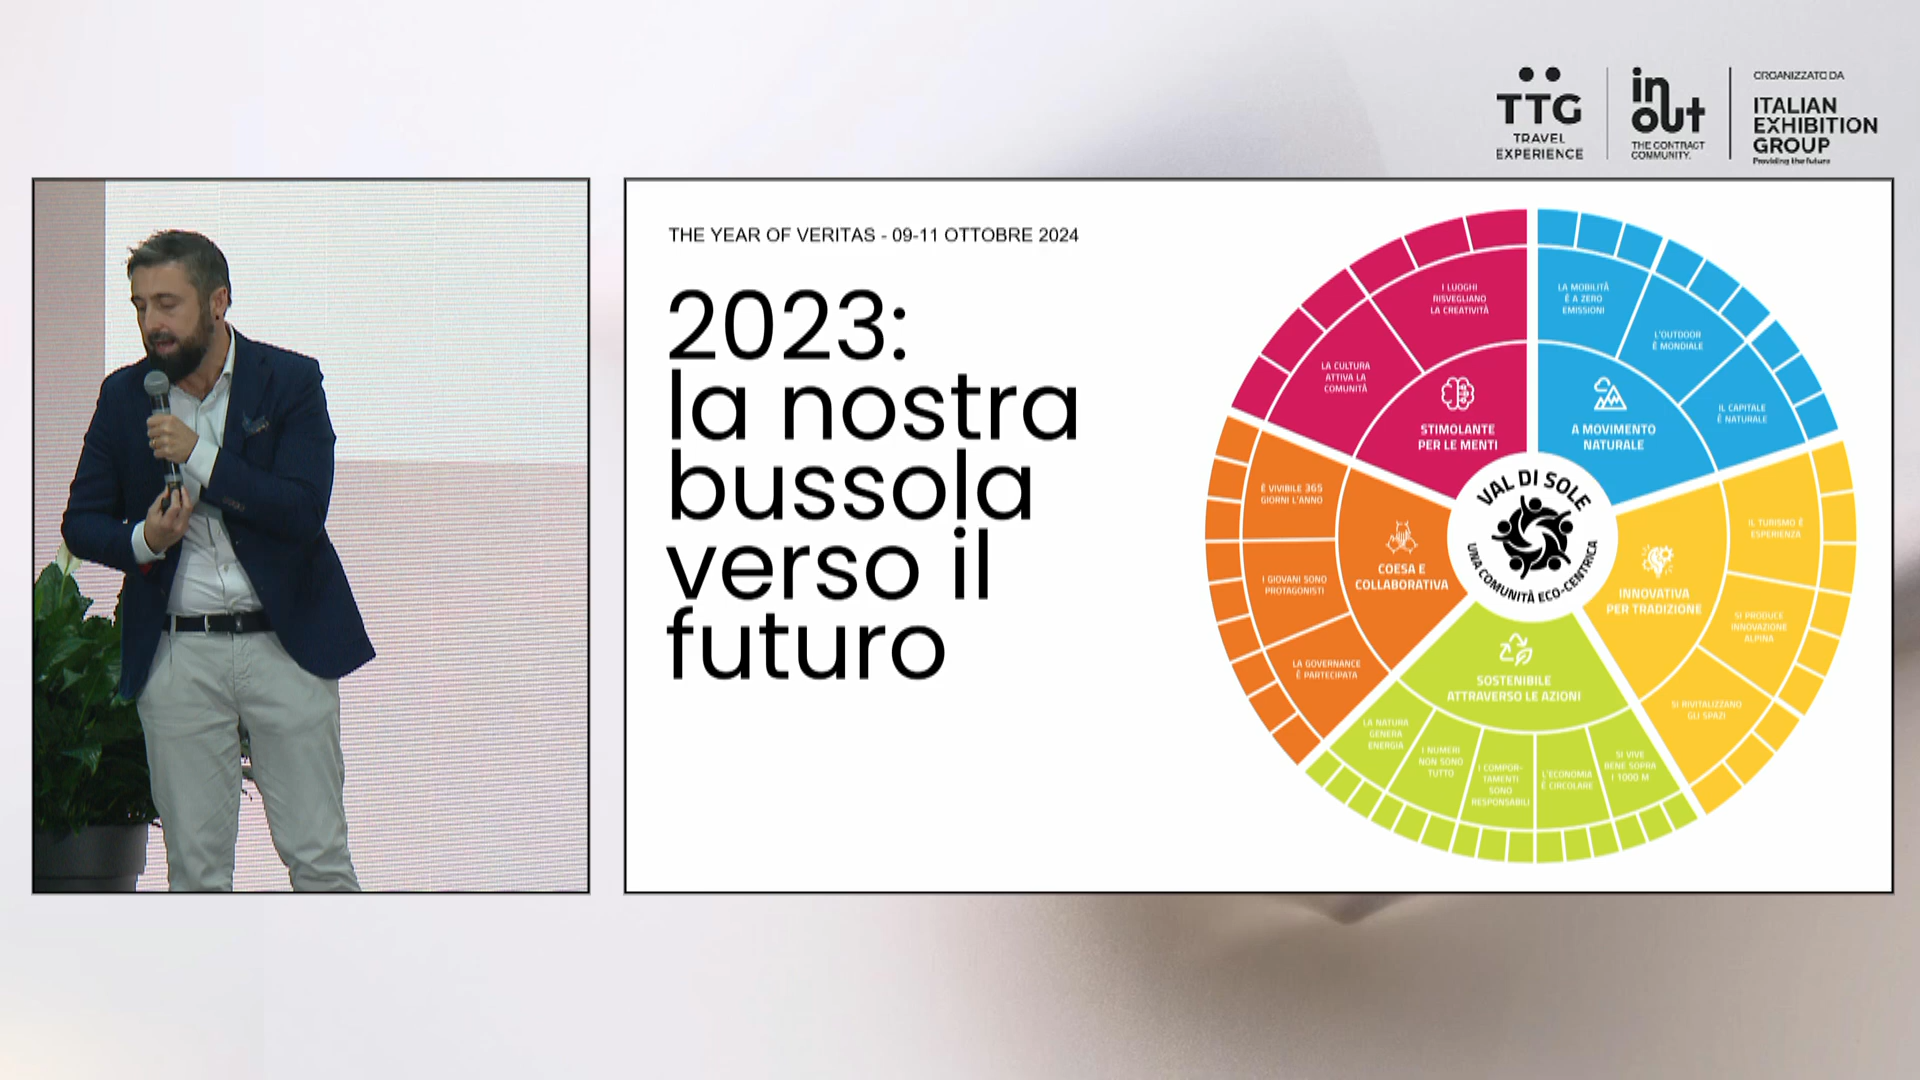 TTG
TRAVEL
EXPERIENCE
in
out
THE CONTRACT
COMMUNITY.
ORGANIZZATO DA
ITALIAN
EXHIBITION
GROUP
Providing the future
THE YEAR OF VERITAS - 09-11 OTTOBRE 2024
2023:
la nostra
bussola
verso il
futuro
I LUOGHI
RISVEGLIANO
LA CREATIVITÀ
LA CULTURA
ATTIVA LA
COMUNITÀ
STIMOLANTE
PER LE MENTI
LA MOBILITÀ
È A ZERO
EMISSIONI
L'OUTDOOR
È MONDIALE
IL CAPITALE
È NATURALE
A MOVIMENTO
NATURALE
VAL DI SOLE
UNA COMUNITÀ ECO-CENTRICA
È VIVIBILE 365
GIORNI L'ANNO
I GIOVANI SONO
PROTAGONISTI
LA GOVERNANCE
È PARTECIPATA
COESA E
COLLABORATIVA
IL TURISMO È
ESPERIENZA
SI PRODUCE
INNOVAZIONE
ALPINA
SI RIVITALIZZANO
GLI SPAZI
INNOVATIVA
PER TRADIZIONE
SOSTENIBILE
ATTRAVERSO LE AZIONI
LA NATURA
GENERA
ENERGIA
I NUMERI
NON SONO
TUTTO
I COMPOR-
TAMENTI
SONO
RESPONSABILI
L'ECONOMIA
È CIRCOLARE
SI VIVE
BENE SOPRA
I 1000 M